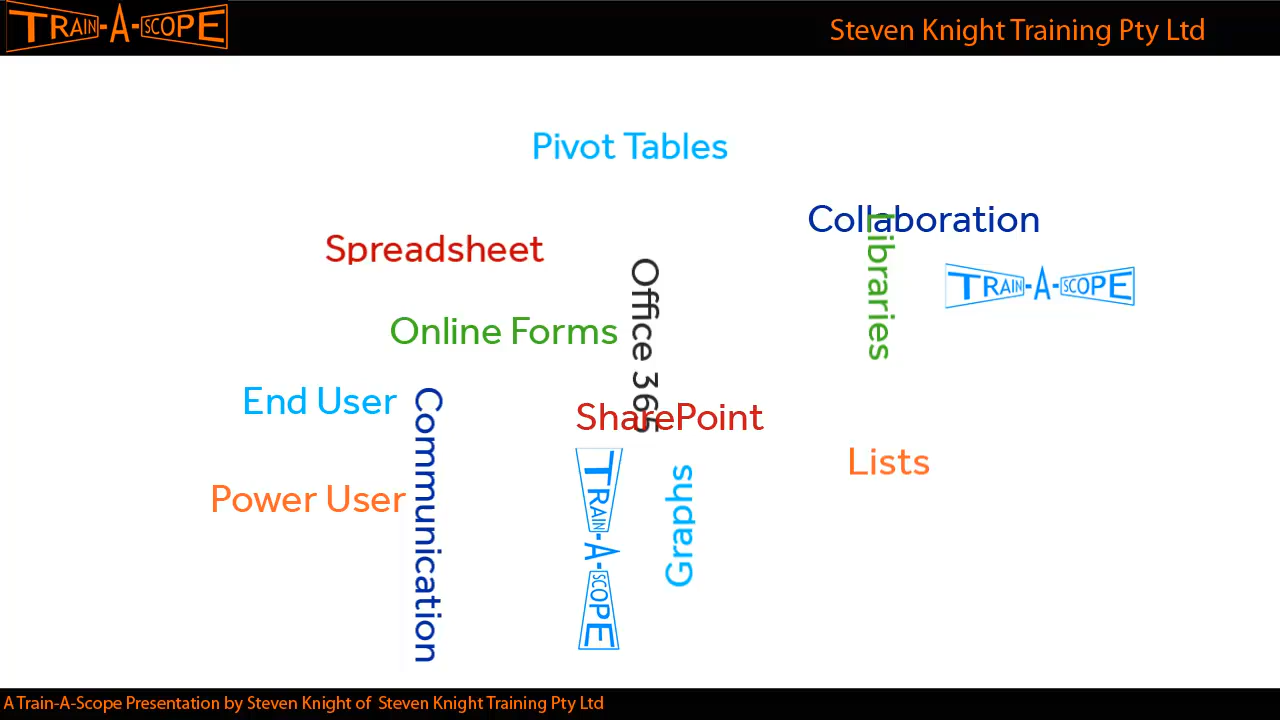 TRAIN-A-SCOPE
Steven Knight Training Pty Ltd
Pivot Tables
Collaboration
Libraries
Spreadsheet
Office 365
TRAIN-A-SCOPE
Online Forms
End User
Communication
SharePoint
Lists
Power User
TRAIN-A-SCOPE
Graphs
A Train-A-Scope Presentation by Steven Knight of Steven Knight Training Pty Ltd